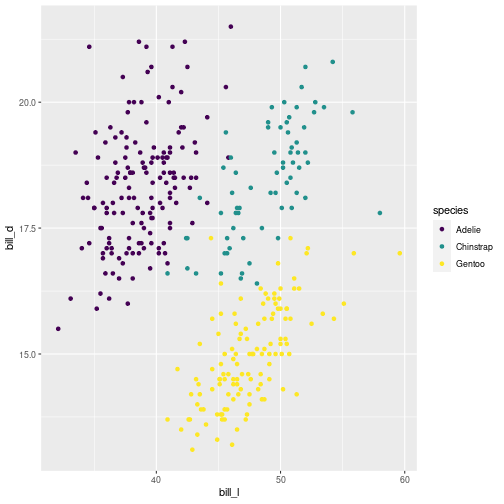 20.0
17.5
15.0
bill_d
40
50
60
bill_l
species
Adelie
Chinstrap
Gentoo